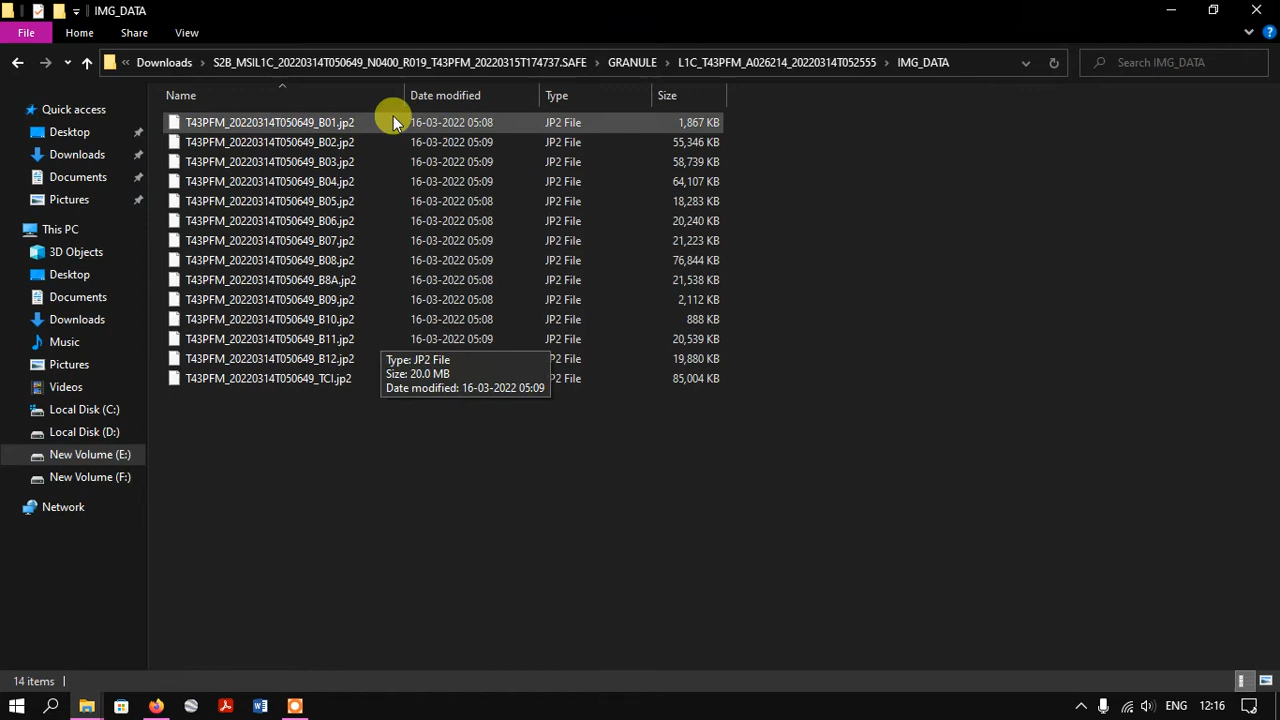 IMG_DATA
File Home Share View
Downloads S2B_MSIL1C_20220314T050649_N0400_R019_T43PFM_20220315T174737.SAFE GRANULE L1C_T43PFM_A026214_20220314T052555 IMG_DATA Search IMG_DATA
Name Date modified Type Size
Quick access
Desktop
Downloads
Documents
Pictures
This PC
3D Objects
Desktop
Documents
Downloads
Music
Pictures
Videos
Local Disk (C:)
Local Disk (D:)
New Volume (E:)
New Volume (F:)
Network
T43PFM_20220314T050649_B01.jp2 16-03-2022 05:08 JP2 File 1,867 KB
T43PFM_20220314T050649_B02.jp2 16-03-2022 05:09 JP2 File 55,346 KB
T43PFM_20220314T050649_B03.jp2 16-03-2022 05:09 JP2 File 58,739 KB
T43PFM_20220314T050649_B04.jp2 16-03-2022 05:09 JP2 File 64,107 KB
T43PFM_20220314T050649_B05.jp2 16-03-2022 05:08 JP2 File 18,283 KB
T43PFM_20220314T050649_B06.jp2 16-03-2022 05:08 JP2 File 20,240 KB
T43PFM_20220314T050649_B07.jp2 16-03-2022 05:09 JP2 File 21,223 KB
T43PFM_20220314T050649_B08.jp2 16-03-2022 05:09 JP2 File 76,844 KB
T43PFM_20220314T050649_B8A.jp2 16-03-2022 05:08 JP2 File 21,538 KB
T43PFM_20220314T050649_B09.jp2 16-03-2022 05:08 JP2 File 2,112 KB
T43PFM_20220314T050649_B10.jp2 16-03-2022 05:08 JP2 File 888 KB
T43PFM_20220314T050649_B11.jp2 16-03-2022 05:09 JP2 File 20,539 KB
T43PFM_20220314T050649_B12.jp2 P2 File 19,880 KB
T43PFM_20220314T050649_TCI.jp2 P2 File 85,004 KB
Type: JP2 File
Size: 20.0 MB
Date modified: 16-03-2022 05:09
14 items
ENG 12:16